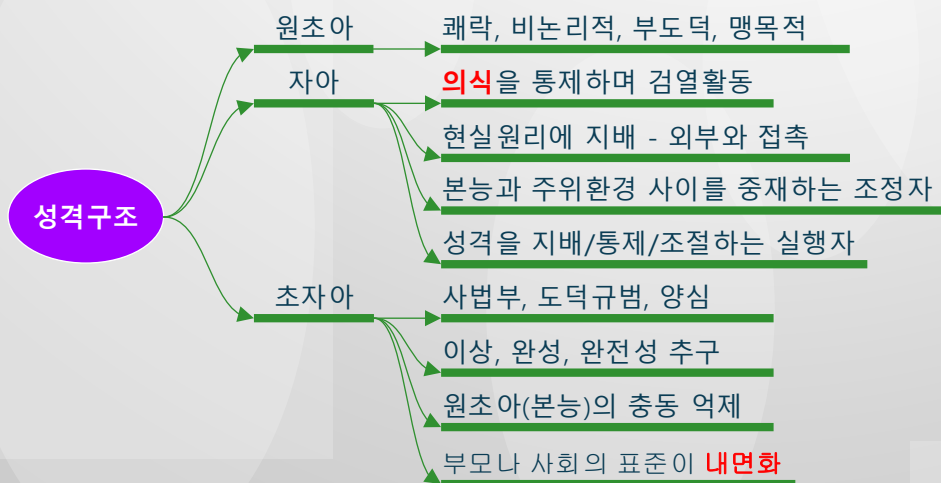 원초아
쾌락, 비논리적, 부도덕, 맹목적
자아
의식을 통제하며 검열활동
현실원리에 지배 - 외부와 접촉
본능과 주위환경 사이를 중재하는 조정자
성격구조
성격을 지배/통제/조절하는 실행자
초자아
사법부, 도덕규범, 양심
이상, 완성, 완전성 추구
원초아(본능)의 충동 억제
부모나 사회의 표준이 내면화